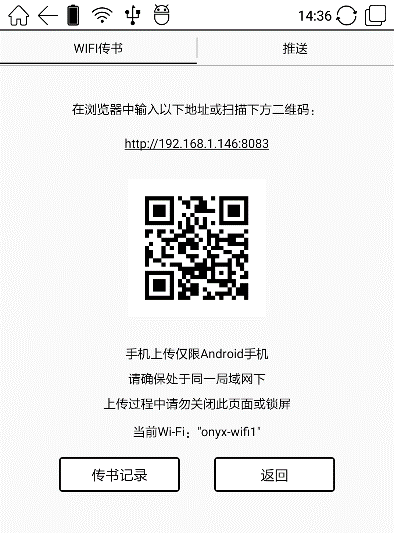 14:36
WIFI传书
推送
在浏览器中输入以下地址或扫描下方二维码：
http://192.168.1.146:8083
手机上传仅限Android手机
请确保处于同一局域网下
上传过程中请勿关闭此页面或锁屏
当前Wi-Fi："onyx-wifi1"
传书记录
返回